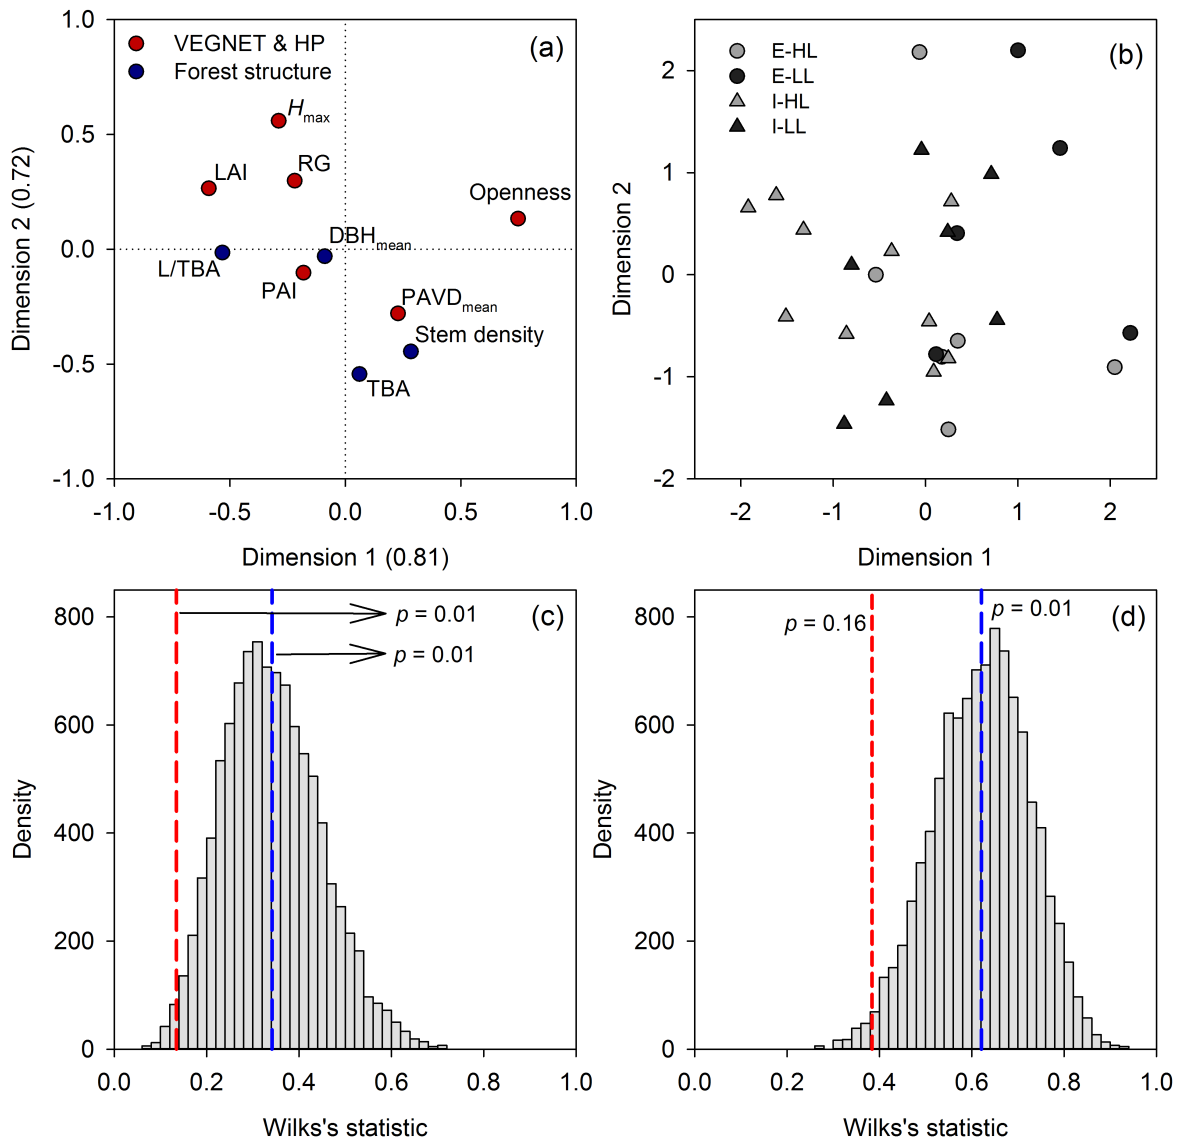 1.0
0.5
0.0
-0.5
-1.0
Dimension 2 (0.72)
VEGNET & HP
Forest structure
(a)
Hmax
LAI
RG
Openness
DBHmean
L/TBA
PAI
PAVDmean
Stem density
TBA
-1.0 -0.5 0.0 0.5 1.0
Dimension 1 (0.81)
2
1
0
-1
-2
Dimension 2
E-HL
E-LL
I-HL
I-LL
(b)
-2 -1 0 1 2
Dimension 1
800
600
400
200
0
Density
p = 0.01
p = 0.01
(c)
0.0 0.2 0.4 0.6 0.8 1.0
Wilks's statistic
800
600
400
200
0
Density
p = 0.16
p = 0.01
(d)
0.0 0.2 0.4 0.6 0.8 1.0
Wilks's statistic